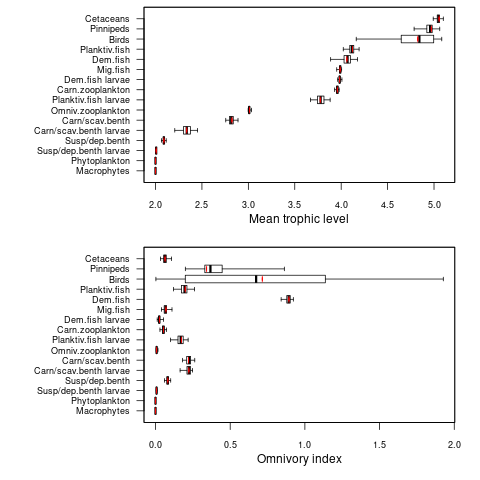 Cetaceans
Pinnipeds
Birds
Planktiv.fish
Dem.fish
Mig.fish
Dem.fish larvae
Carn.zooplankton
Planktiv.fish larvae
Omniv.zooplankton
Carn/scav.benth
Carn/scav.benth larvae
Susp/dep.benth
Susp/dep.benth larvae
Phytoplankton
Macrophytes
2.0 2.5 3.0 3.5 4.0 4.5 5.0
Mean trophic level
Cetaceans
Pinnipeds
Birds
Planktiv.fish
Dem.fish
Mig.fish
Dem.fish larvae
Carn.zooplankton
Planktiv.fish larvae
Omniv.zooplankton
Carn/scav.benth
Carn/scav.benth larvae
Susp/dep.benth
Susp/dep.benth larvae
Phytoplankton
Macrophytes
0.0 0.5 1.0 1.5 2.0
Omnivory index